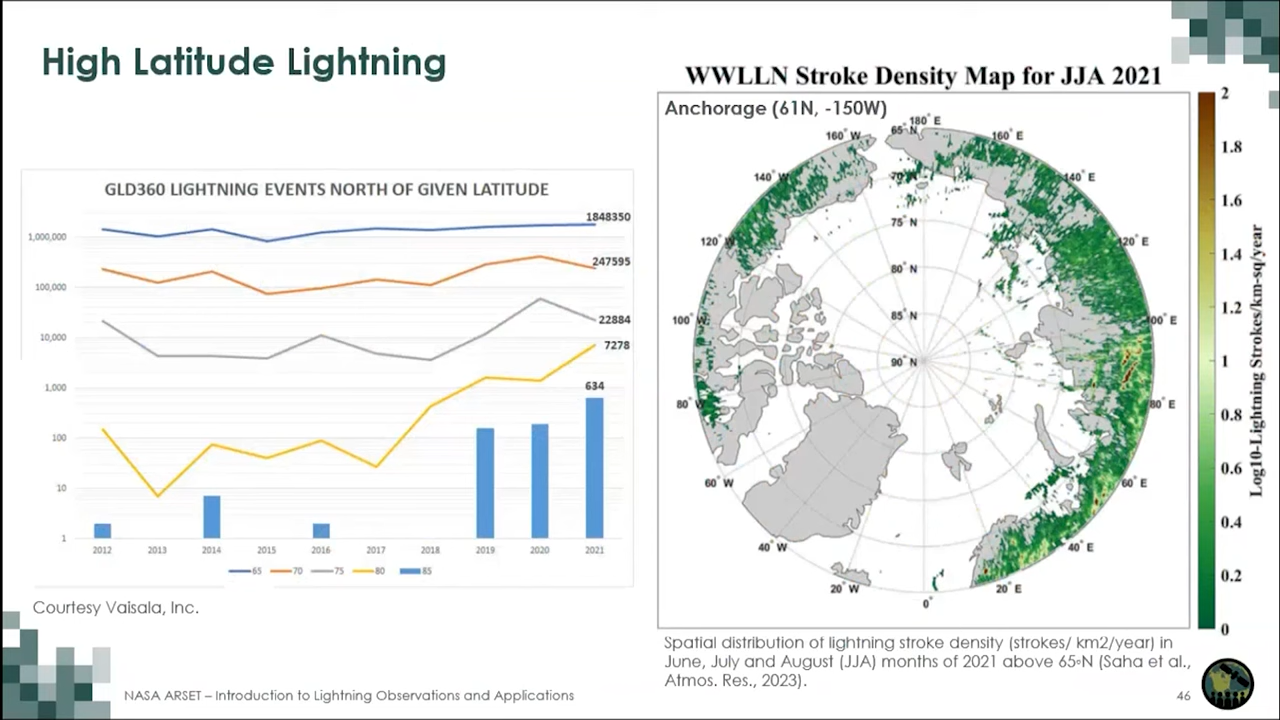 High Latitude Lightning
GLD360 LIGHTNING EVENTS NORTH OF GIVEN LATITUDE
1848350
1,000,000
247595
100,000
22884
10,000
7278
1,000
634
100
10
1
2012 2013 2014 2015 2016 2017 2018 2019 2020 2021
65 70 75 80 85
Courtesy Vaisala, Inc.
WWLLN Stroke Density Map for JJA 2021
Anchorage (61N, -150W)
180° E
160° W 65° N 160° E
140° W 70° N 140° E
75° N
120° W 120° E
80° N
100° W 85° N 100° E
90° N
80° W 80° E
60° W 60° E
40° W 40° E
20° W 20° E
0°
2
1.8
1.6
1.4
1.2
1
0.8
0.6
0.4
0.2
0
Log10-Lightning Strokes/km-sq/year
Spatial distribution of lightning stroke density (strokes/ km2/year) in
June, July and August (JJA) months of 2021 above 65◦N (Saha et al.,
Atmos. Res., 2023).
NASA ARSET – Introduction to Lightning Observations and Applications
46